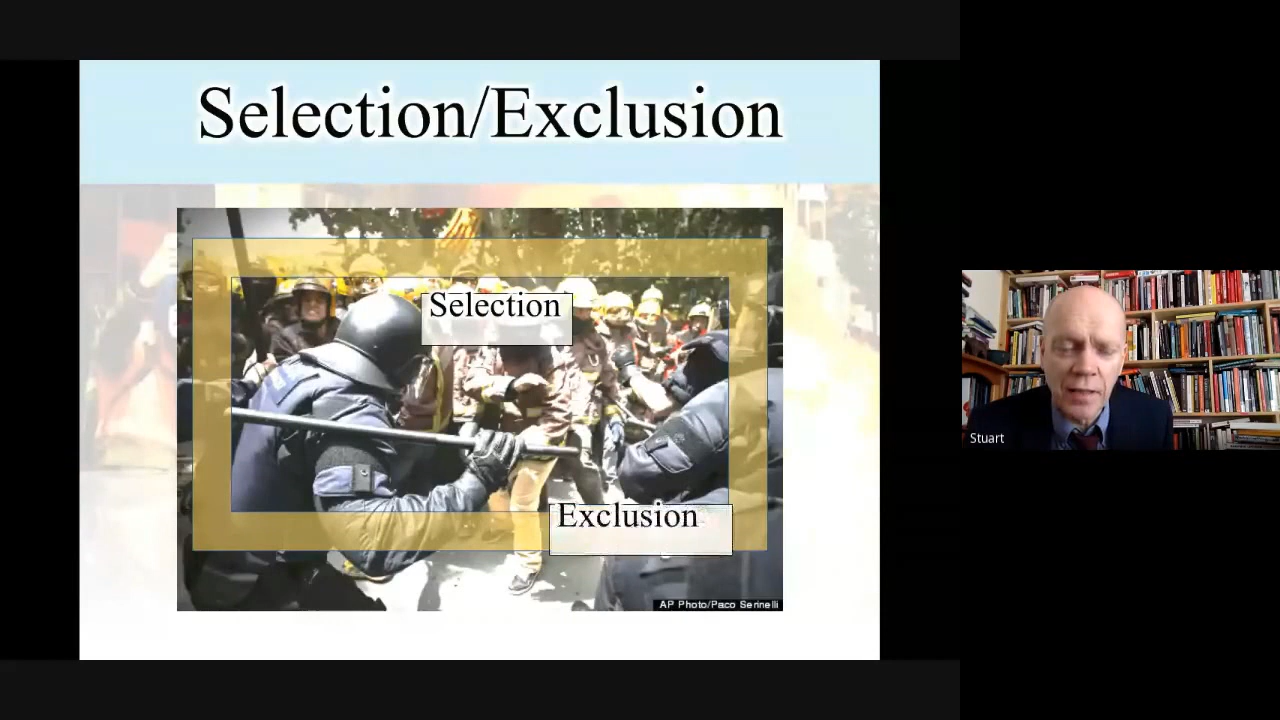 Selection/Exclusion
Selection
Exclusion
AP Photo/Paco Serinelli
Stuart